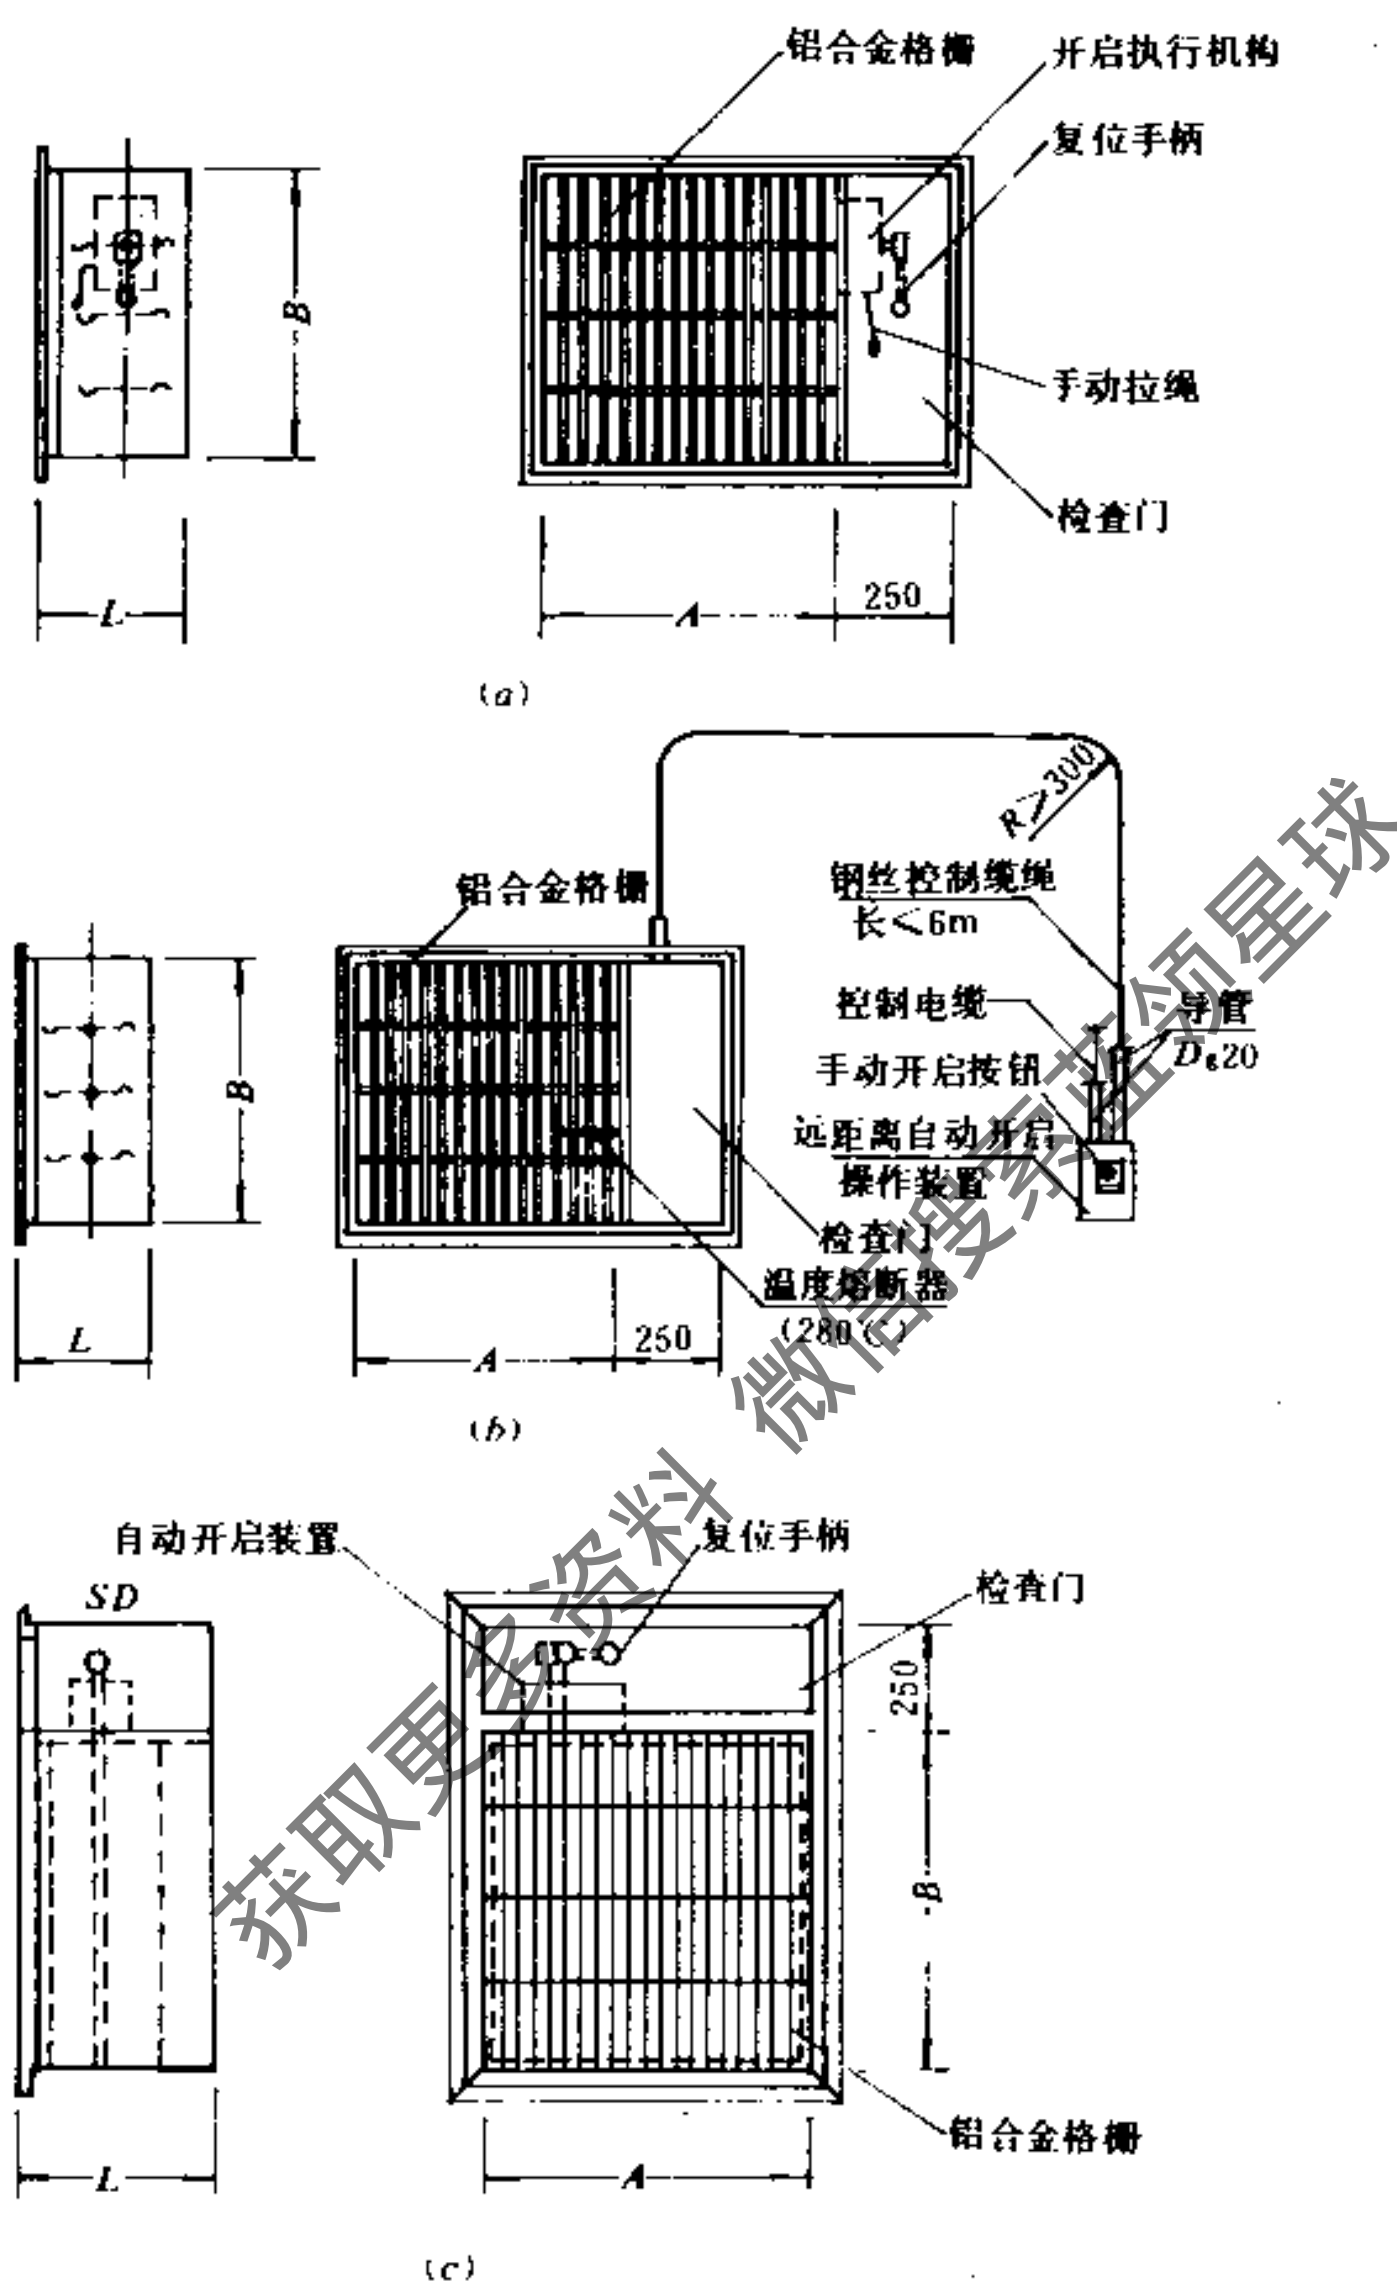 铝合金格栅
开启执行机构
复位手柄
B
手动拉绳
检查门
250
L
A
(a)
R>300
钢丝控制缆绳
长<6m
铝合金格栅
控制电缆
导管
Dg20
手动开启按钮
B
远距离自动开启
操作装置
检查门
温度熔断器
(280℃)
250
L
A
(b)
自动开启装置
复位手柄
检查门
SD
250
B
铝合金格栅
L
A
(c)
获取更多资料 微信搜索蓝领星球